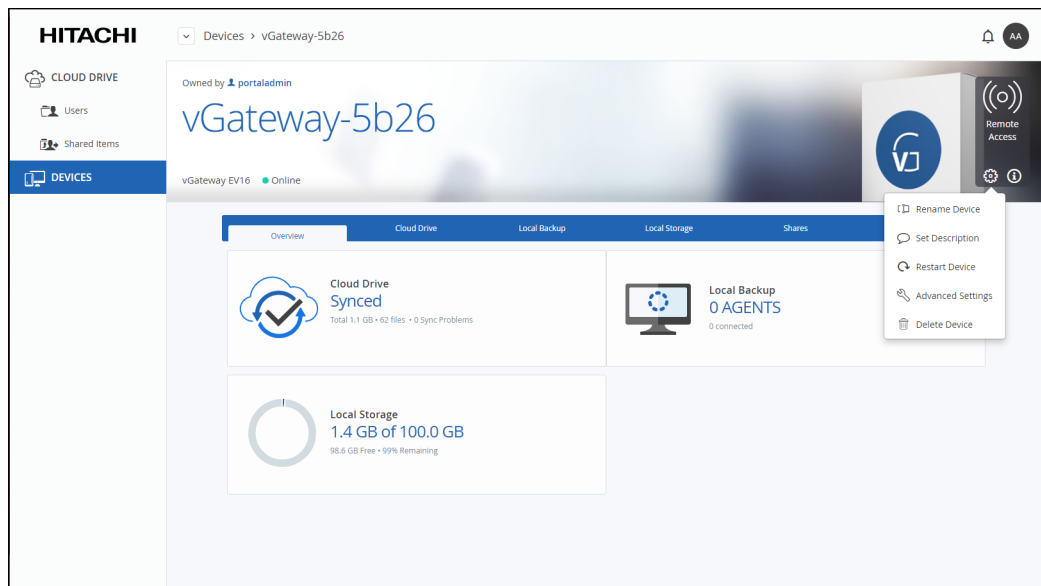 HITACHI
Devices > vGateway-5b26
AA
CLOUD DRIVE
Users
Shared Items
DEVICES
Owned by portaladmin
vGateway-5b26
vGateway EV16 Online
Remote
Access
Rename Device
Set Description
Restart Device
Advanced Settings
Delete Device
Overview
Cloud Drive
Local Backup
Local Storage
Shares
Cloud Drive
Synced
Total 1.1 GB • 62 files • 0 Sync Problems
Local Backup
0 AGENTS
0 connected
Local Storage
1.4 GB of 100.0 GB
98.6 GB Free • 99% Remaining